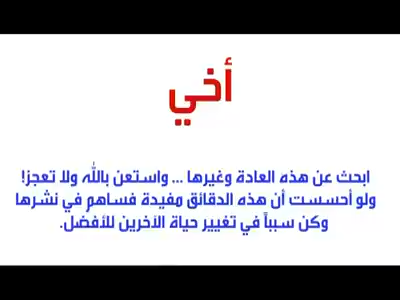 أخي
ابحث عن هذه العادة وغيرها ... واستعن بالله ولا تعجز!
ولو أحسست أن هذه الدقائق مفيدة فساهم في نشرها
وكن سبباً في تغيير حياة الآخرين للأفضل.